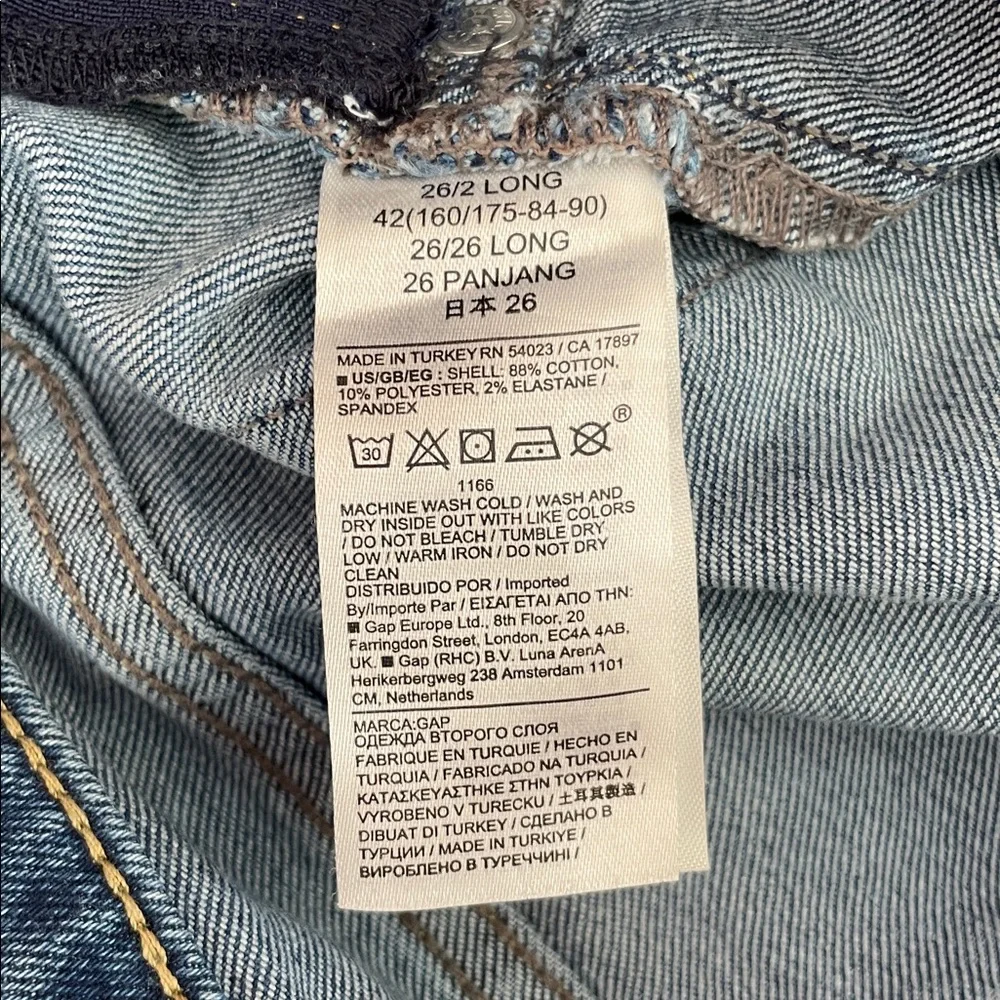 26/2 LONG
42(160/175-84-90)
26/26 LONG
26 PANJANG
日本 26
MADE IN TURKEY RN 54023 / CA 17897
US/GB/EG : SHELL: 88% COTTON,
10% POLYESTER, 2% ELASTANE /
SPANDEX
30
®
1166
MACHINE WASH COLD / WASH AND
DRY INSIDE OUT WITH LIKE COLORS
/ DO NOT BLEACH / TUMBLE DRY
LOW / WARM IRON / DO NOT DRY
CLEAN
DISTRIBUIDO POR / Imported
By/Importe Par / ΕΙΣΑΓΕΤΑΙ ΑΠΟ ΤΗΝ:
Gap Europe Ltd., 8th Floor, 20
Farringdon Street, London, EC4A 4AB,
UK. Gap (RHC) B.V. Luna ArenA
Herikerbergweg 238 Amsterdam 1101
CM, Netherlands
MARCA:GAP
ОДЕЖДА ВТОРОГО СЛОЯ
FABRIQUE EN TURQUIE / HECHO EN
TURQUIA / FABRICADO NA TURQUIA /
ΚΑΤΑΣΚΕΥΑΣΤΗΚΕ ΣΤΗΝ ΤΟΥΡΚΙΑ /
VYROBENO V TURECKU / 土耳其製造 /
DIBUAT DI TURKEY / СДЕЛАНО В
ТУРЦИИ / MADE IN TURKIYE /
ВИРОБЛЕНО В ТУРЕЧЧИНІ /